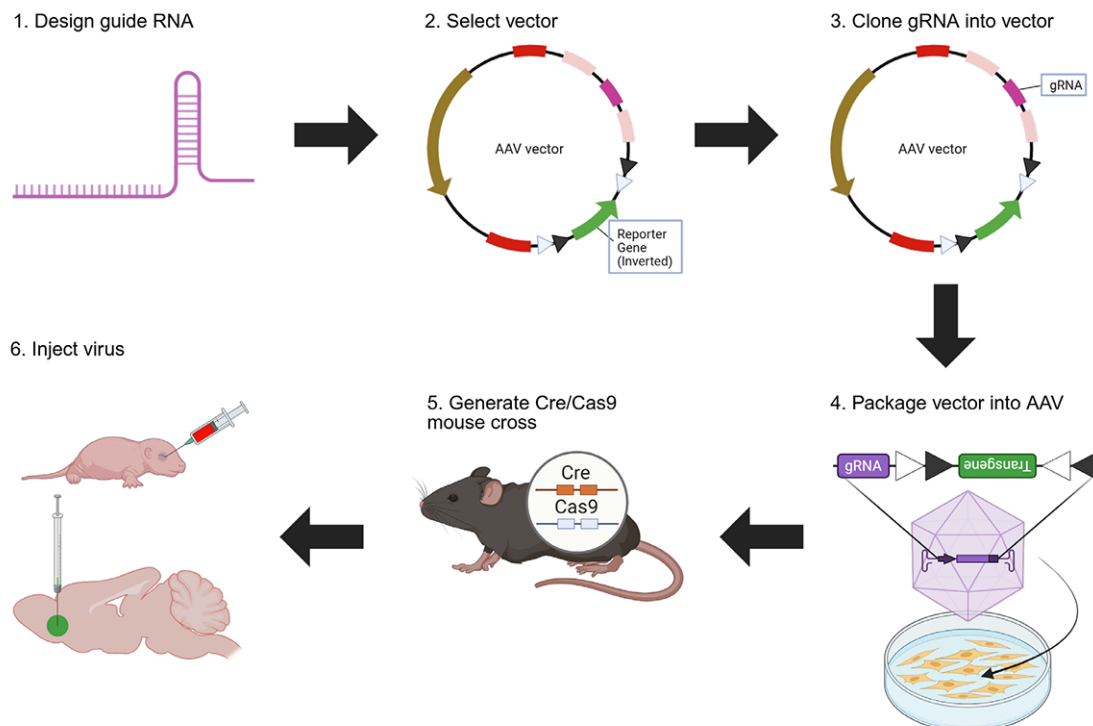 1. Design guide RNA
2. Select vector
AAV vector
Reporter
Gene
(Inverted)
3. Clone gRNA into vector
gRNA
AAV vector
4. Package vector into AAV
gRNA
Transgene
5. Generate Cre/Cas9
mouse cross
Cre
Cas9
6. Inject virus